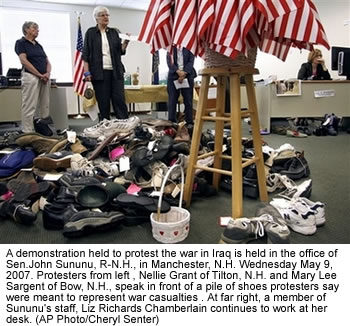 A demonstration held to protest the war in Iraq is held in the office of
Sen.John Sununu, R-N.H., in Manchester, N.H. Wednesday May 9,
2007. Protesters from left , Nellie Grant of Tilton, N.H. and Mary Lee
Sargent of Bow, N.H., speak in front of a pile of shoes protesters say
were meant to represent war casualties . At far right, a member of
Sununu's staff, Liz Richards Chamberlain continues to work at her
desk. (AP Photo/Cheryl Senter)